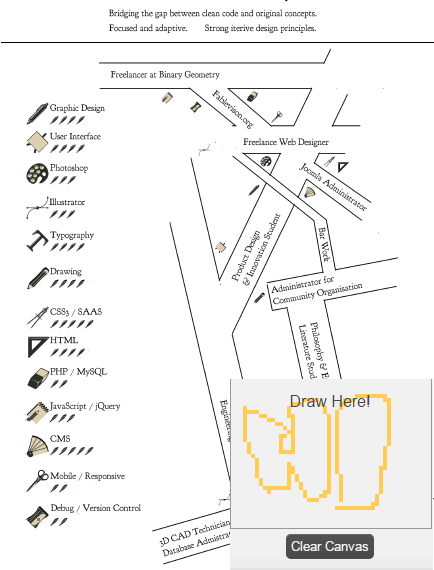 Bridging the gap between clean code and original concepts.
Focused and adaptive. Strong iterive design principles.
Freelancer at Binary Geometry
Fablevison.org
Freelance Web Designer
Joomla Administrator
Bar Work
Product Design
& Innovation Student
Administrator for
Community Organisation
Philosophy & E
Literature Stud
Engineering
3D CAD Technician
Database Admistra
Graphic Design
User Interface
Photoshop
Illustrator
Typography
Drawing
CSS3 / SAAS
HTML
PHP / MySQL
JavaScript / jQuery
CMS
Mobile / Responsive
Debug / Version Control
Draw Here!
Clear Canvas